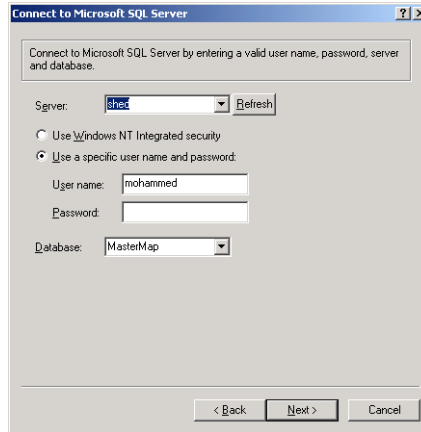 Connect to Microsoft SQL Server
Connect to Microsoft SQL Server by entering a valid user name, password, server
and database.
Server: shed Refresh
Use Windows NT Integrated security
Use a specific user name and password:
User name: mohammed
Password:
Database: MasterMap
< Back Next > Cancel